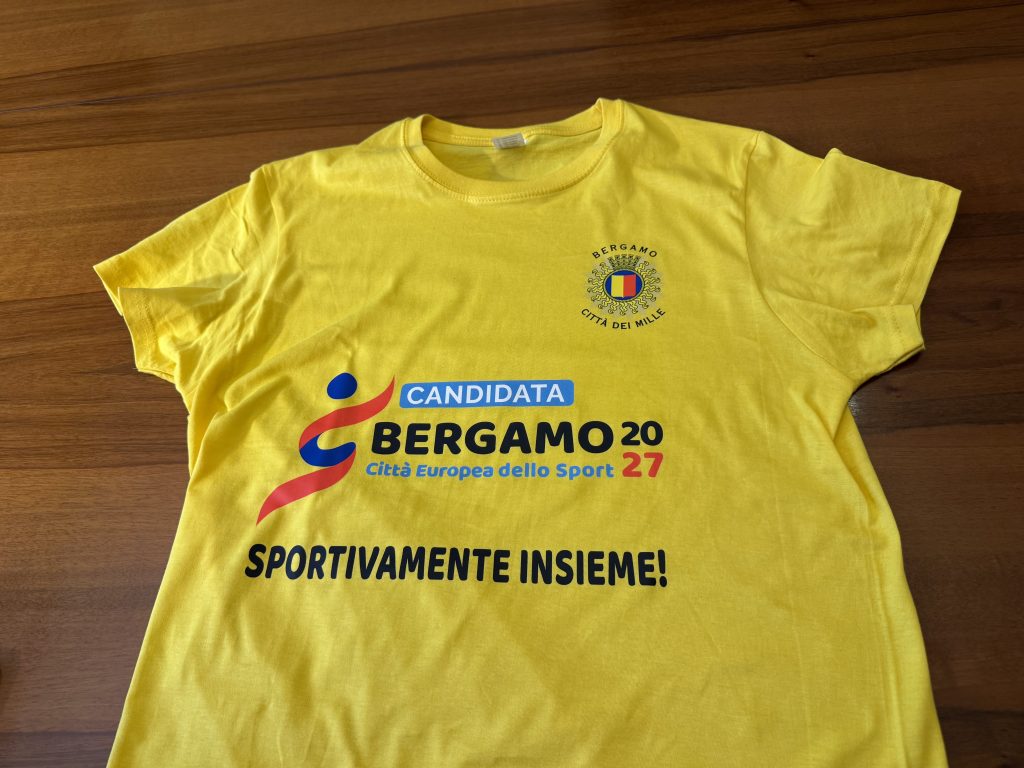 BERGAMO
CITTÀ DEI MILLE
CANDIDATA
BERGAMO 20
Città Europea dello Sport 27
SPORTIVAMENTE INSIEME!